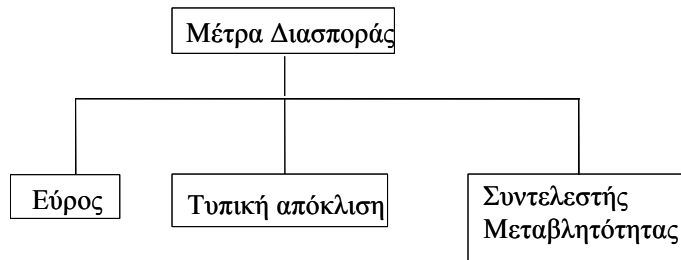 Μέτρα Διασποράς
Εύρος
Τυπική απόκλιση
Συντελεστής
Μεταβλητότητας